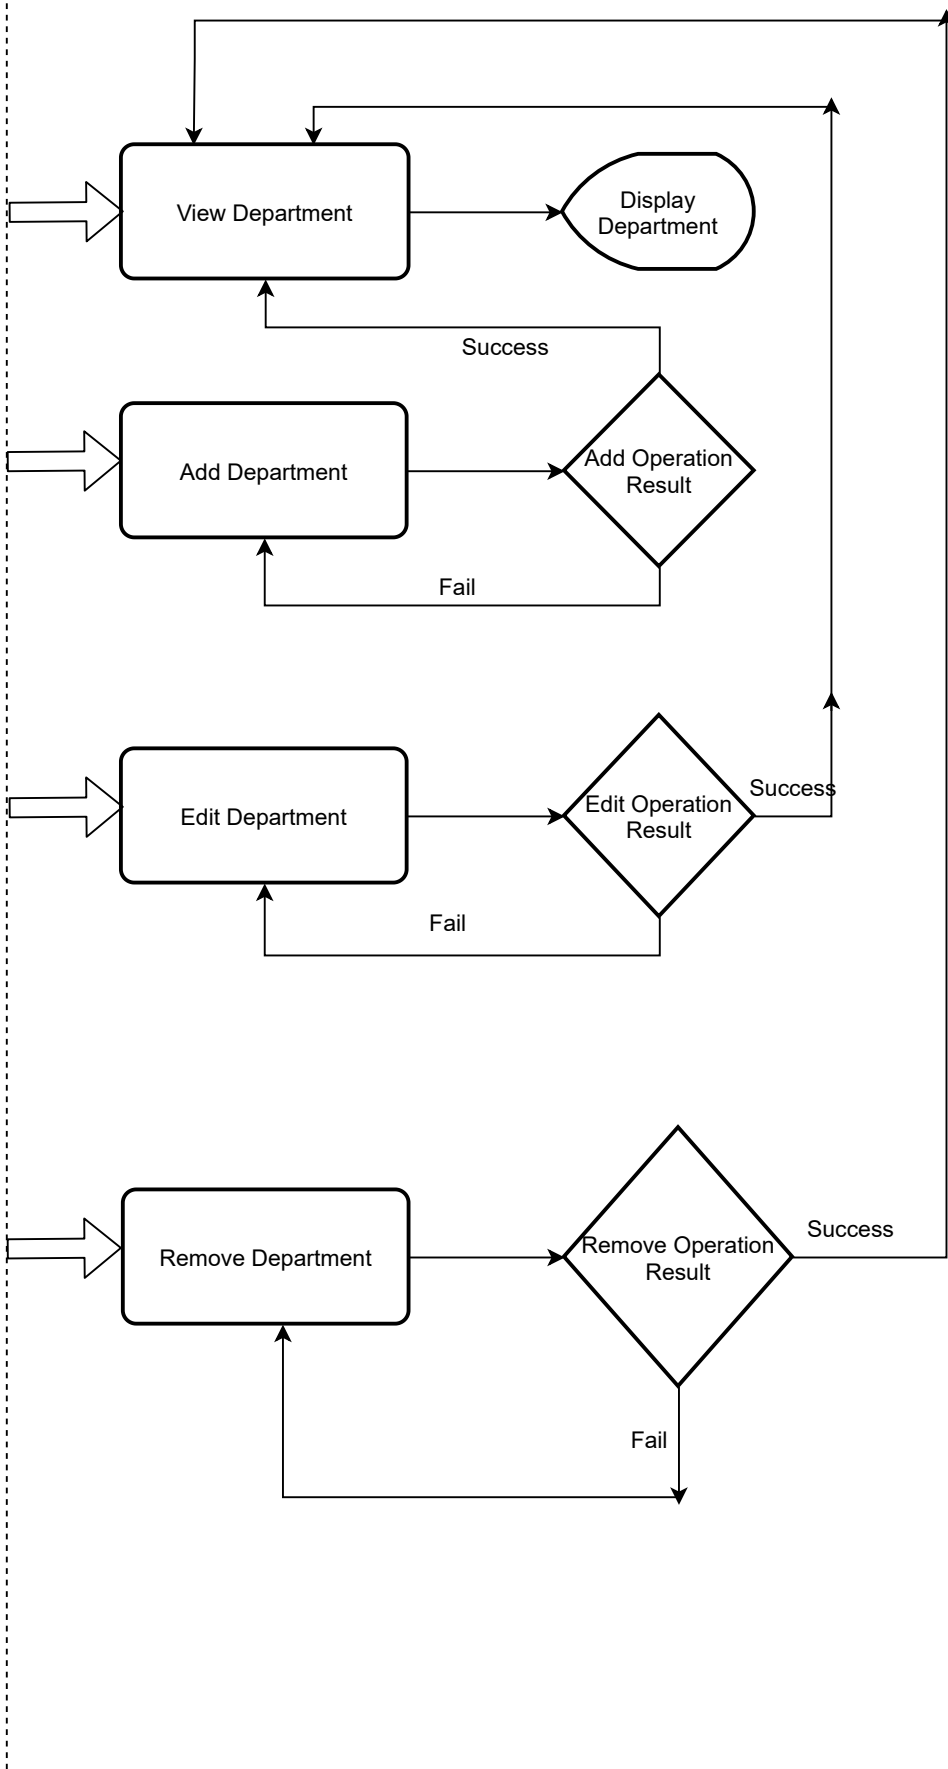 View Department
Display
Department
Success
Add Department
Add Operation
Result
Fail
Success
Edit Department
Edit Operation
Result
Fail
Success
Remove Department
Remove Operation
Result
Fail